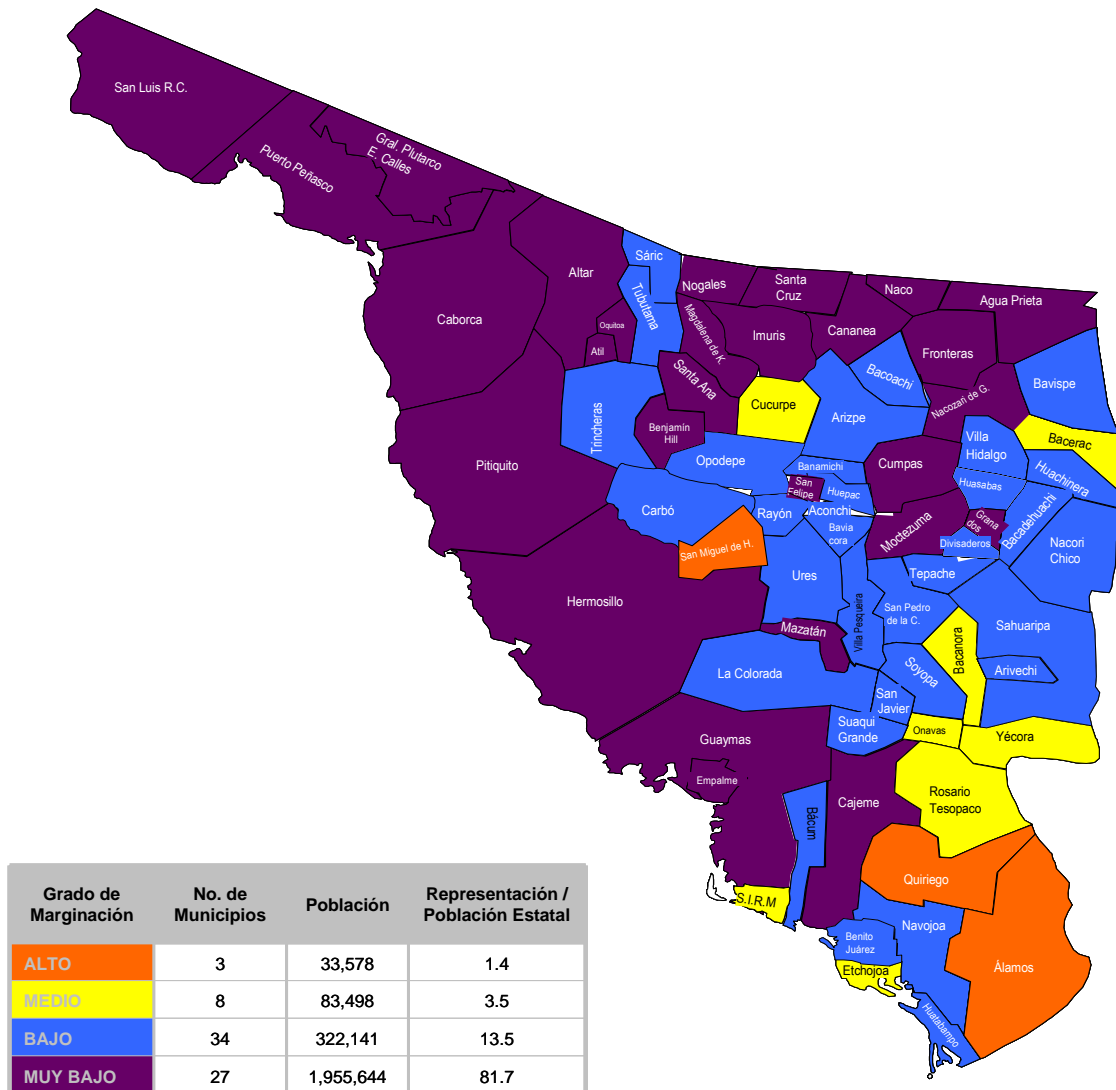 San Luis R.C.
Gral. Plutarco
E. Calles
Puerto Peñasco
Sáric
Altar
Tubutama
Nogales
Santa
Cruz
Naco
Agua Prieta
Caborca
Oquitoa
Atil
Magdalena de K.
Imuris
Cananea
Fronteras
Santa Ana
Bacoachi
Bavispe
Nacozari de G.
Cucurpe
Arizpe
Trincheras
Benjamín
Hill
Villa
Hidalgo
Bacerac
Pitiquito
Opodepe
Banamichi
Cumpas
Huachinera
San
Felipe
Huepac
Huasabas
Carbó
Rayón
Aconchi
Bavia
cora
Moctezuma
Grana
dos
Bacadehuachi
Divisaderos
Nacori
Chico
San Miguel de H.
Ures
Tepache
Hermosillo
Villa Pesqueira
San Pedro
de la C.
Sahuaripa
Mazatán
Bacanora
La Colorada
Soyopa
Arivechi
San
Javier
Suaqui
Grande
Onavas
Yécora
Guaymas
Empalme
Cajeme
Rosario
Tesopaco
Bácum
Quiriego
S.I.R.M
Navojoa
Benito
Juárez
Etchojoa
Álamos
Huatabampo
Grado de
Marginación
No. de
Municipios
Población
Representación /
Población Estatal
ALTO 3 33,578 1.4
MEDIO 8 83,498 3.5
BAJO 34 322,141 13.5
MUY BAJO 27 1,955,644 81.7